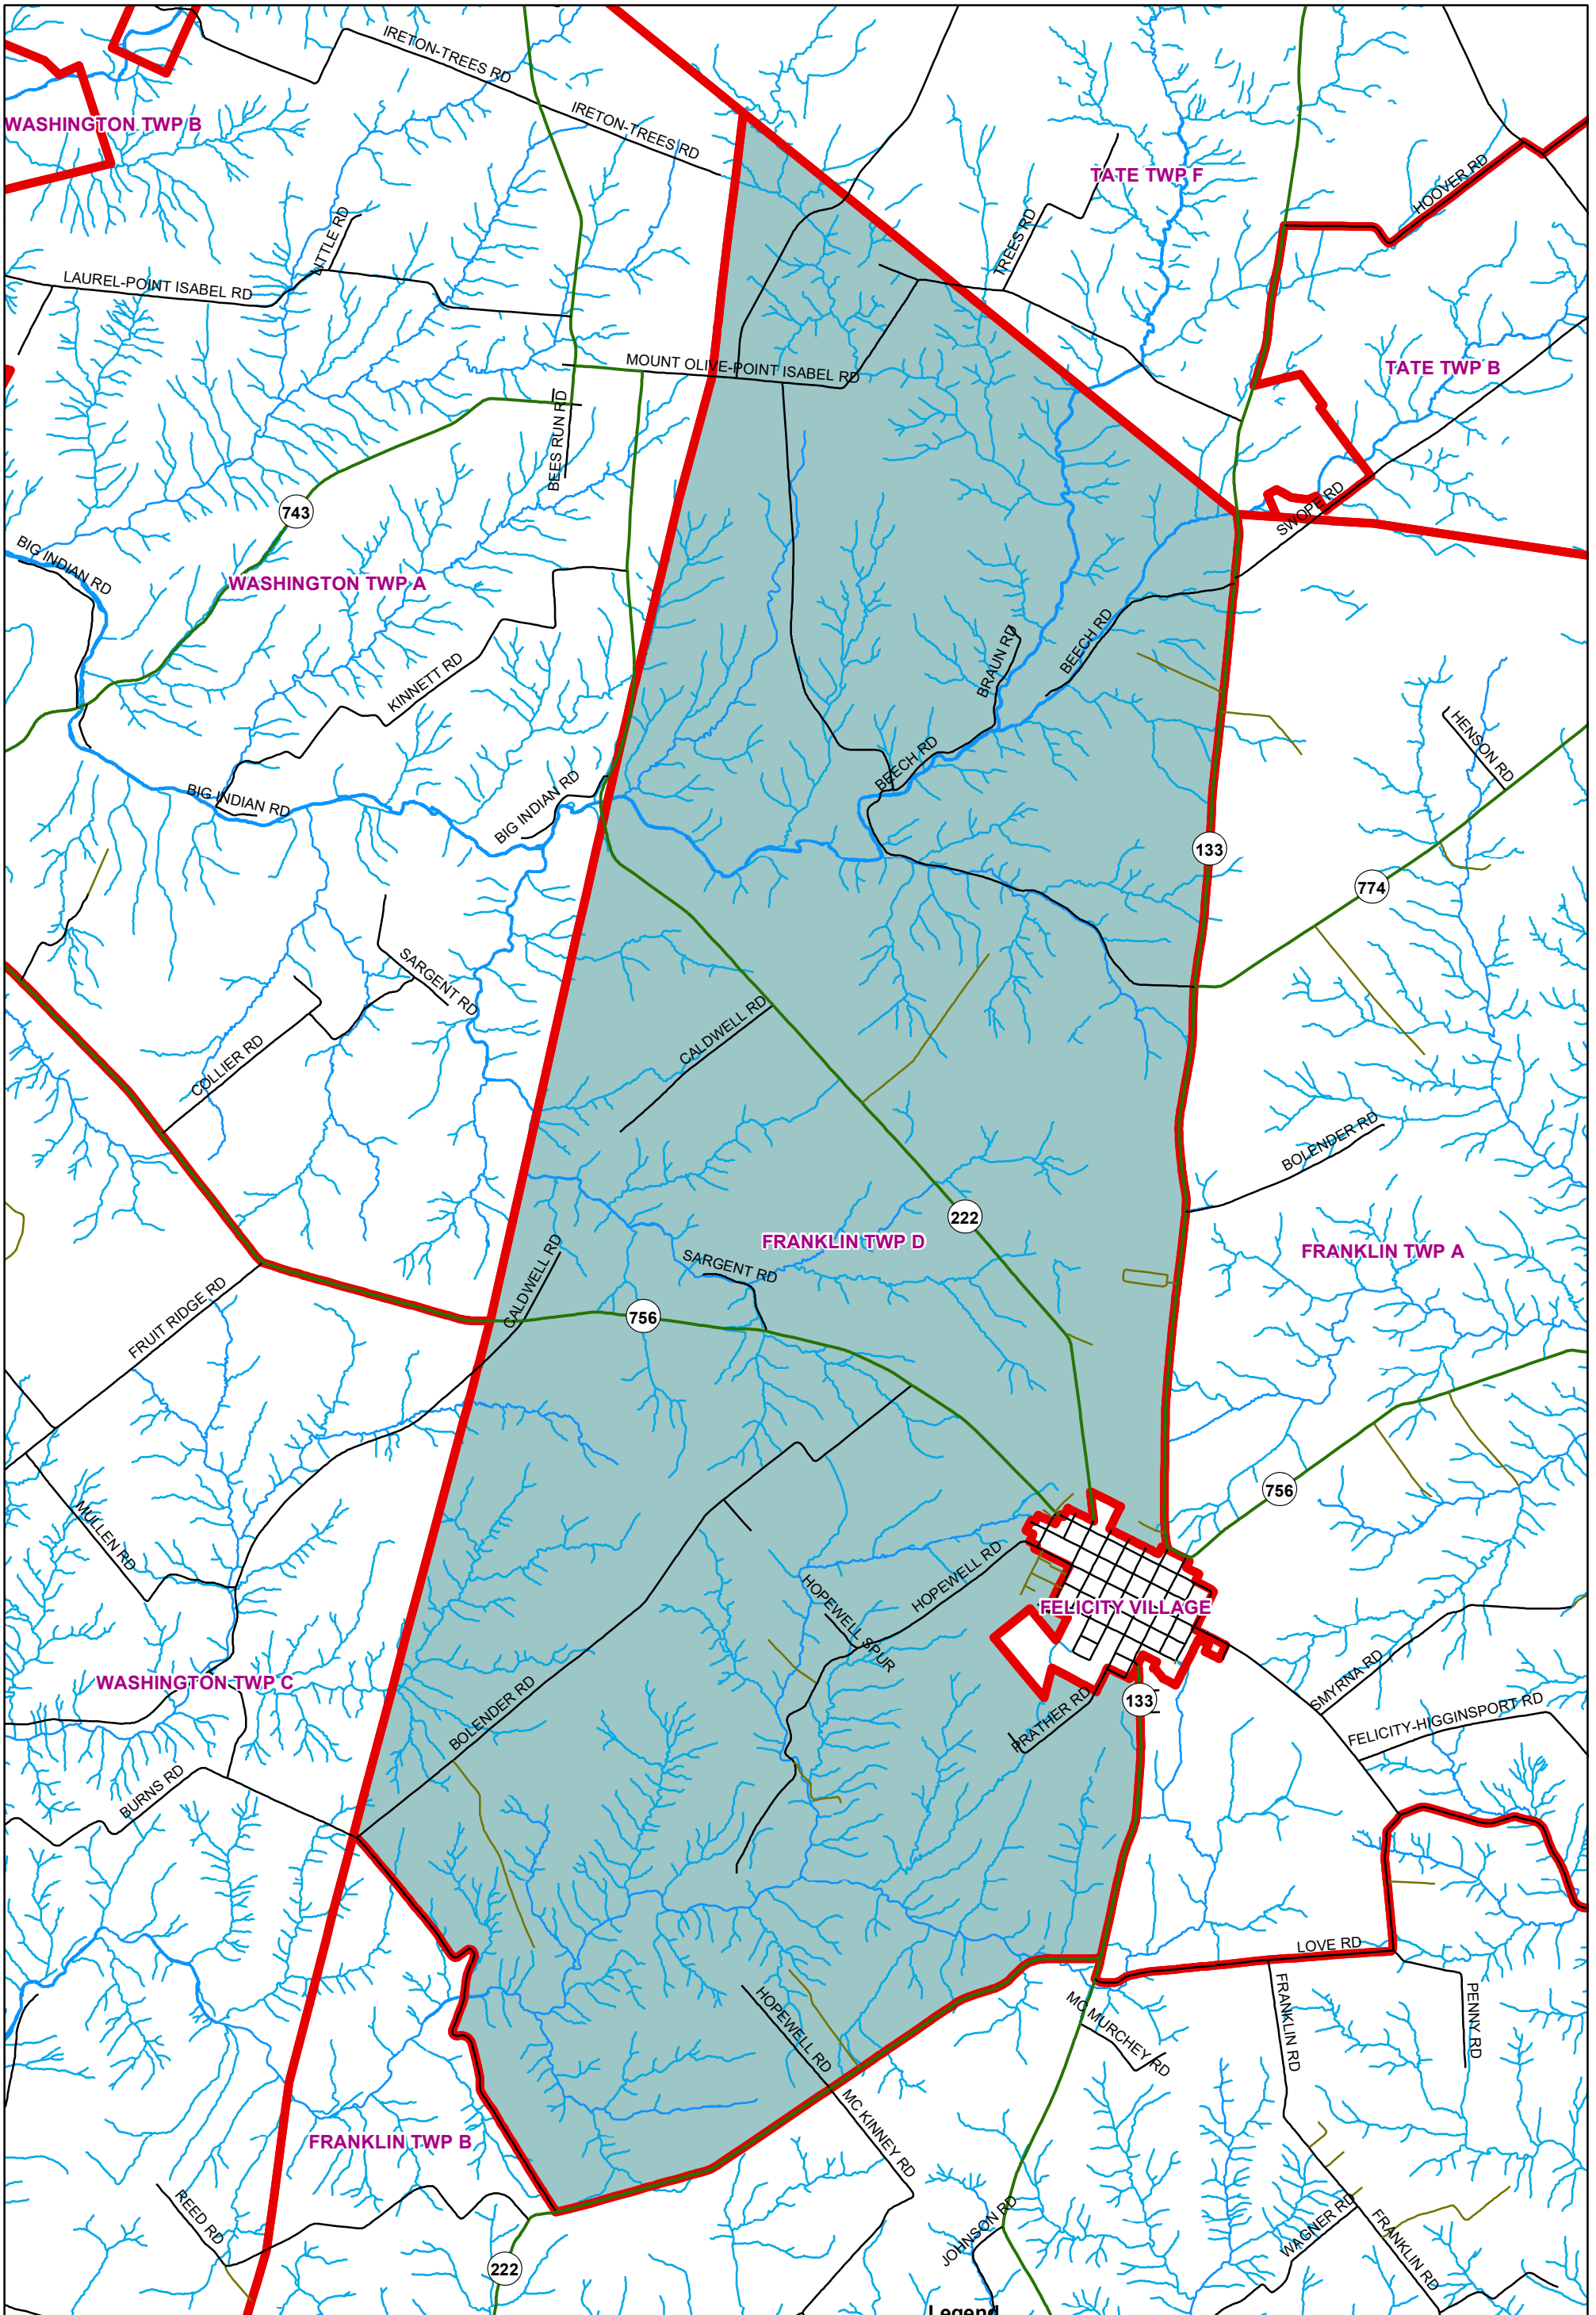 IRETON-TREES RD
IRETON-TREES RD
WASHINGTON TWP B
TATE TWP F
HOOVER RD
LITTLE RD
TREES RD
LAUREL-POINT ISABEL RD
MOUNT OLIVE-POINT ISABEL RD
TATE TWP B
BEES RUN RD
743
SWOPE RD
BIG INDIAN RD
WASHINGTON TWP A
KINNETT RD
BRAUN RD
BEECH RD
HENSON RD
BEECH RD
BIG INDIAN RD
BIG INDIAN RD
133
774
SARGENT RD
CALDWELL RD
COLLIER RD
BOLENDER RD
222
FRANKLIN TWP D
FRANKLIN TWP A
SARGENT RD
CALDWELL RD
FRUIT RIDGE RD
756
756
MULLEN RD
HOPEWELL RD
HOPEWELL SPUR
FELICITY VILLAGE
WASHINGTON TWP C
SMYRNA RD
BOLENDER RD
PRATHER RD
133
FELICITY-HIGGINSPORT RD
BURNS RD
LOVE RD
HOPEWELL RD
MC MURCHEY RD
FRANKLIN RD
PENNY RD
MC KINNEY RD
FRANKLIN TWP B
REED RD
JOHNSON RD
WAGNER RD
FRANKLIN RD
222
Legend